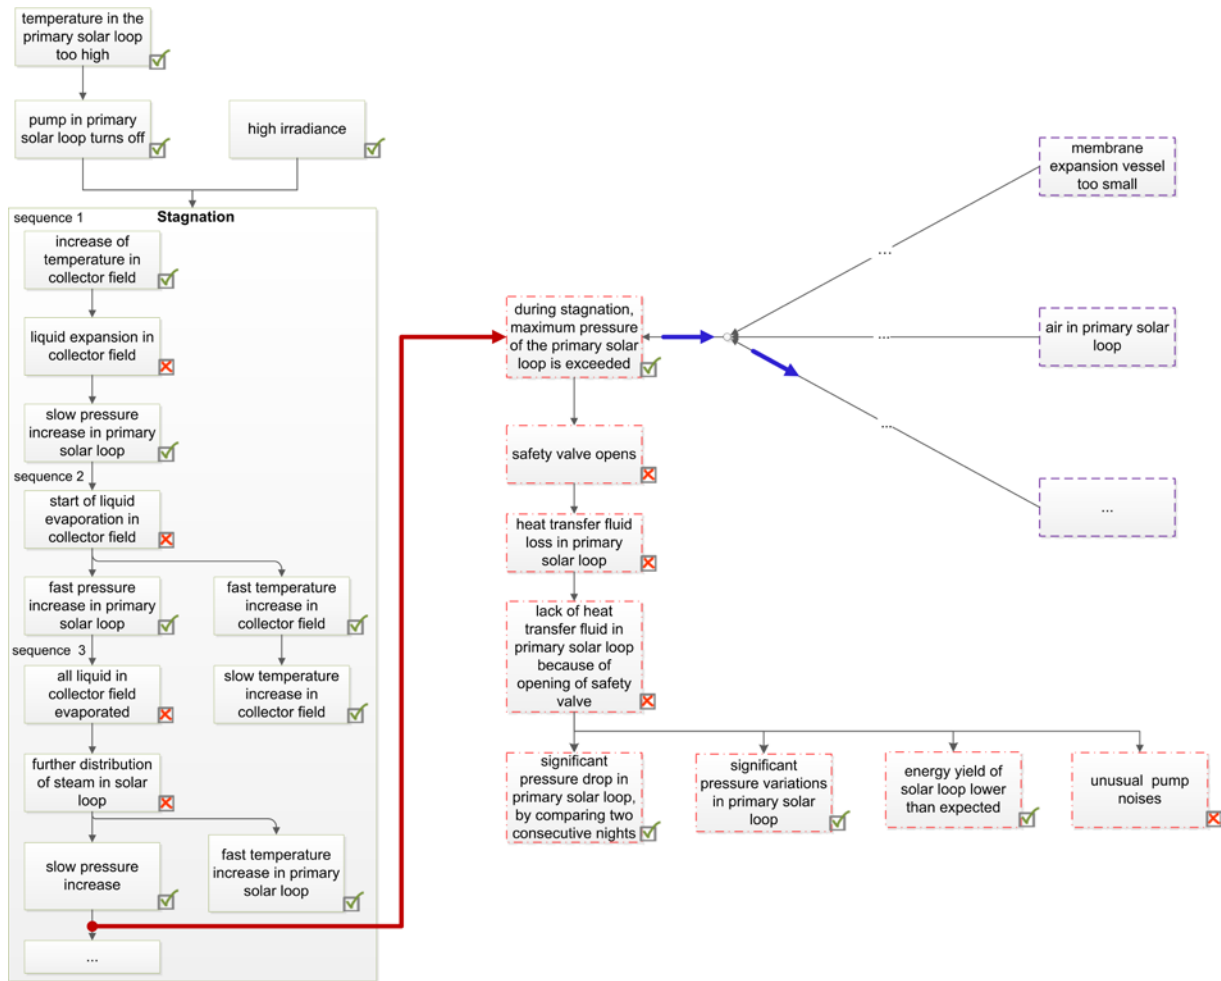 temperature in the
primary solar loop
too high
pump in primary
solar loop turns off
high irradiance
sequence 1
Stagnation
increase of
temperature in
collector field
liquid expansion in
collector field
slow pressure
increase in primary
solar loop
sequence 2
start of liquid
evaporation in
collector field
fast pressure
increase in primary
solar loop
fast temperature
increase in
collector field
sequence 3
all liquid in
collector field
evaporated
slow temperature
increase in
collector field
further distribution
of steam in solar
loop
slow pressure
increase
fast temperature
increase in primary
solar loop
...
during stagnation,
maximum pressure
of the primary solar
loop is exceeded
safety valve opens
heat transfer fluid
loss in primary
solar loop
lack of heat
transfer fluid in
primary solar loop
because of
opening of safety
valve
significant
pressure drop in
primary solar loop,
by comparing two
consecutive nights
significant
pressure variations
in primary solar
loop
energy yield of
solar loop lower
than expected
unusual pump
noises
...
...
...
membrane
expansion vessel
too small
air in primary solar
loop
...